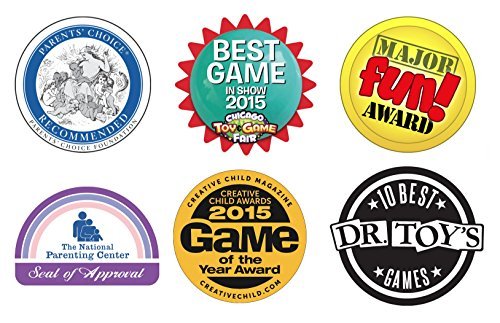 PARENTS' CHOICE®
RECOMMENDED
PARENTS' CHOICE FOUNDATION
BEST
GAME
IN SHOW
2015
CHICAGO
TOY & GAME
FAIR
MAJOR
fun!
AWARD
The National
Parenting Center
Seal of Approval
CREATIVE CHILD MAGAZINE
CREATIVE
CHILD AWARDS
2015
GAME
of the
Year Award
CREATIVECHILD.COM
10 BEST
DR. TOY'S
GAMES